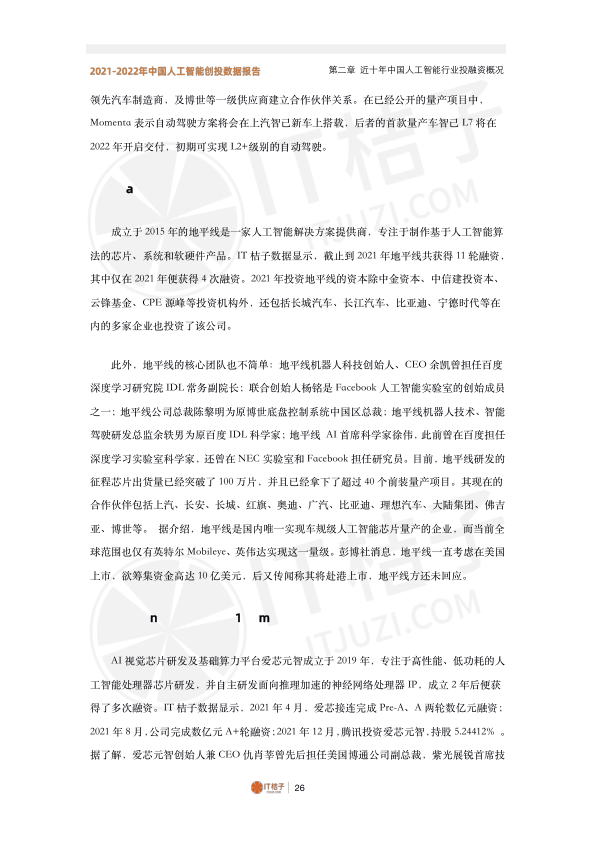 2021-2022年中国人工智能创投数据报告
第二章 近十年中国人工智能行业投融资概况
领先汽车制造商，及博世等一级供应商建立合作伙伴关系。在已经公开的量产项目中，
Momenta 表示自动驾驶方案将会在上汽智己新车上搭载，后者的首款量产车智己 L7 将在
2022 年开启交付，初期可实现 L2+级别的自动驾驶。
a
成立于 2015 年的地平线是一家人工智能解决方案提供商，专注于制作基于人工智能算
法的芯片、系统和软硬件产品。IT 桔子数据显示，截止到 2021 年地平线共获得 11 轮融资，
其中仅在 2021 年便获得 4 次融资。2021 年投资地平线的资本除中金资本、中信建投资本、
云锋基金、CPE 源峰等投资机构外，还包括长城汽车、长江汽车、比亚迪、宁德时代等在
内的多家企业也投资了该公司。
此外，地平线的核心团队也不简单：地平线机器人科技创始人、CEO 余凯曾担任百度
深度学习研究院 IDL 常务副院长；联合创始人杨铭是 Facebook 人工智能实验室的创始成员
之一；地平线公司总裁陈黎明为原博世底盘控制系统中国区总裁；地平线机器人技术、智能
驾驶研发总监余轶男为原百度 IDL 科学家；地平线 AI 首席科学家徐伟，此前曾在百度担任
深度学习实验室科学家，还曾在 NEC 实验室和 Facebook 担任研究员。目前，地平线研发的
征程芯片出货量已经突破了 100 万片，并且已经拿下了超过 40 个前装量产项目。其现在的
合作伙伴包括上汽、长安、长城、红旗、奥迪、广汽、比亚迪、理想汽车、大陆集团、佛吉
亚、博世等。 据介绍，地平线是国内唯一实现车规级人工智能芯片量产的企业，而当前全
球范围也仅有英特尔 Mobileye、英伟达实现这一量级。彭博社消息，地平线一直考虑在美国
上市，欲筹集资金高达 10 亿美元，后又传闻称其将赴港上市，地平线方还未回应。
n 1 m
AI 视觉芯片研发及基础算力平台爱芯元智成立于 2019 年，专注于高性能、低功耗的人
工智能处理器芯片研发，并自主研发面向推理加速的神经网络处理器 IP，成立 2 年后便获
得了多次融资。IT 桔子数据显示，2021 年 4 月，爱芯接连完成 Pre-A、A 两轮数亿元融资；
2021 年 8 月，公司完成数亿元 A+轮融资；2021 年 12 月，腾讯投资爱芯元智，持股 5.24412% 。
据了解，爱芯元智创始人兼 CEO 仇肖莘曾先后担任美国博通公司副总裁，紫光展锐首席技
IT桔子
ITJUZI.COM
26
IT桔子
ITJUZI.COM
IT桔子
ITJUZI.COM